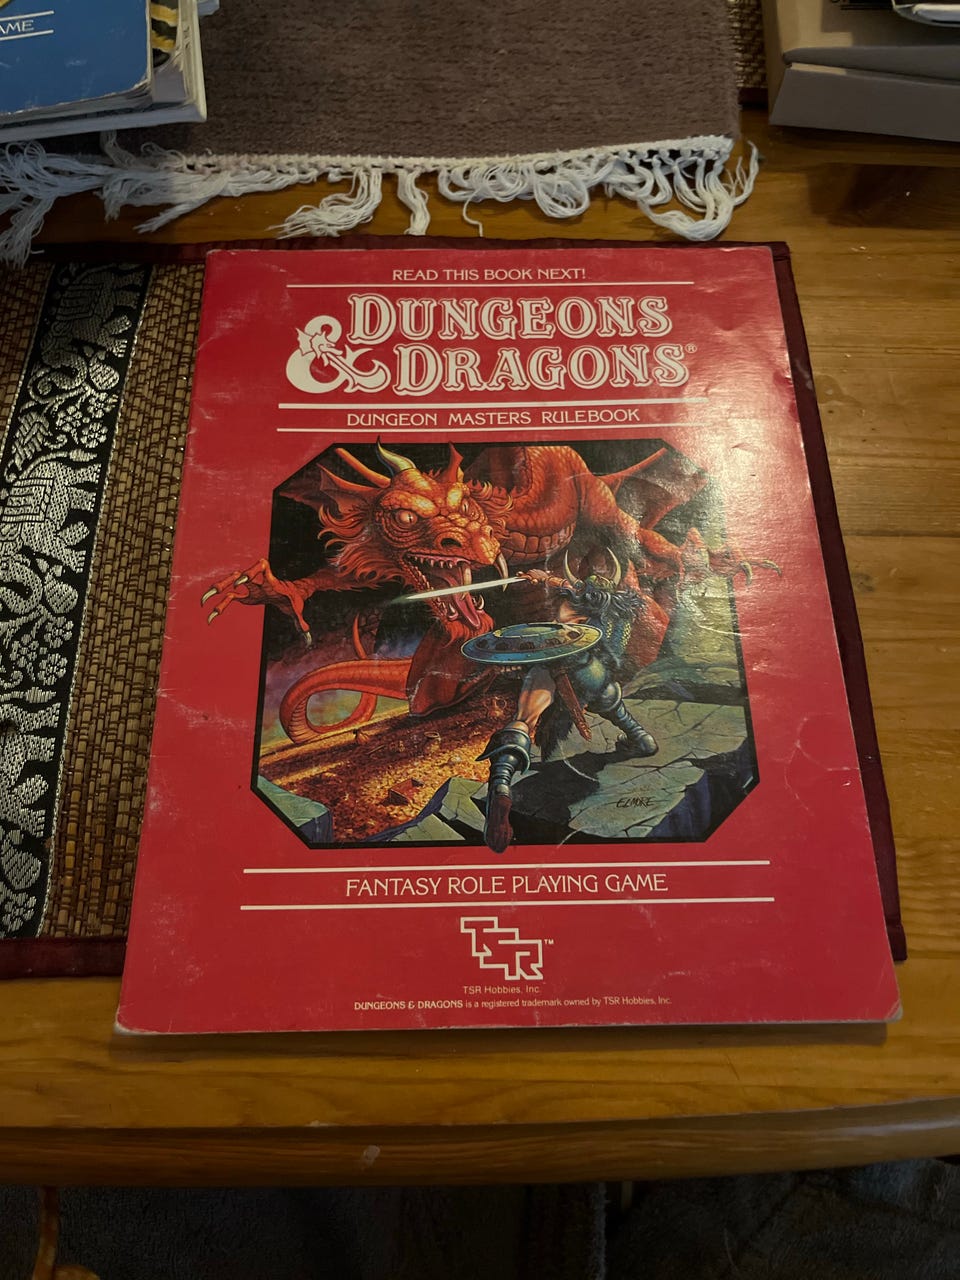 AME
READ THIS BOOK NEXT!
DUNGEONS
& DRAGONS®
DUNGEON MASTERS RULEBOOK
ELMORE
FANTASY ROLE PLAYING GAME
TSR™
TSR Hobbies, Inc.
DUNGEONS & DRAGONS is a registered trademark owned by TSR Hobbies, Inc.